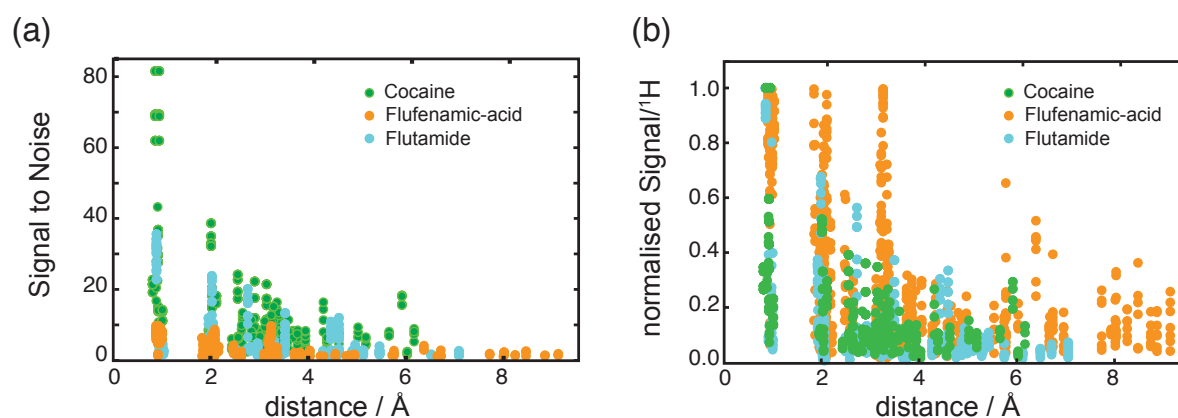 (a)
Signal to Noise
80
60
40
20
0
0 2 4 6 8
distance / Å
Cocaine
Flufenamic-acid
Flutamide
(b)
normalised Signal/¹H
1.0
0.8
0.6
0.4
0.2
0.0
0 2 4 6 8
distance / Å
Cocaine
Flufenamic-acid
Flutamide